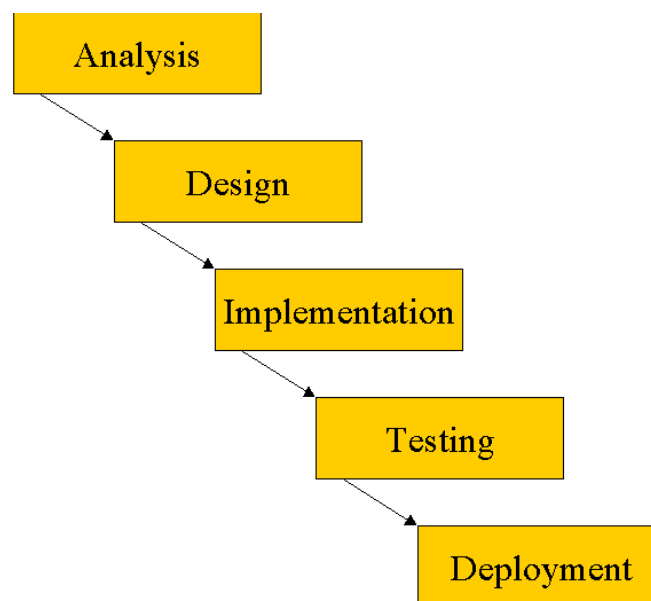 Analysis
Design
Implementation
Testing
Deployment